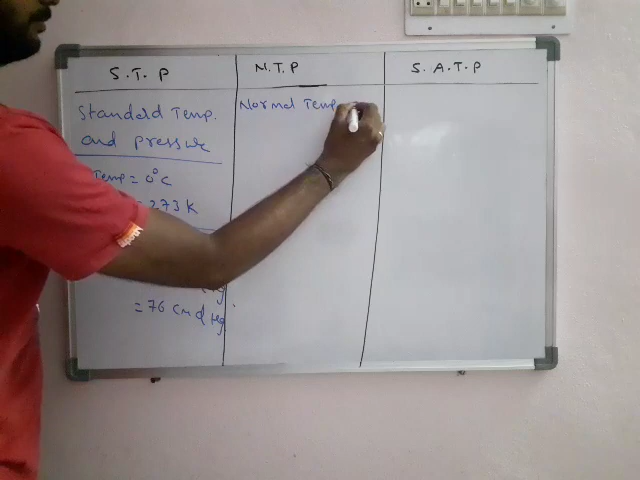 S.T.P
N.T.P
S.A.T.P
Standard Temp.
and pressure
Temp = 0°C
= 273 K
= 76 cm of Hg
Normal Temp